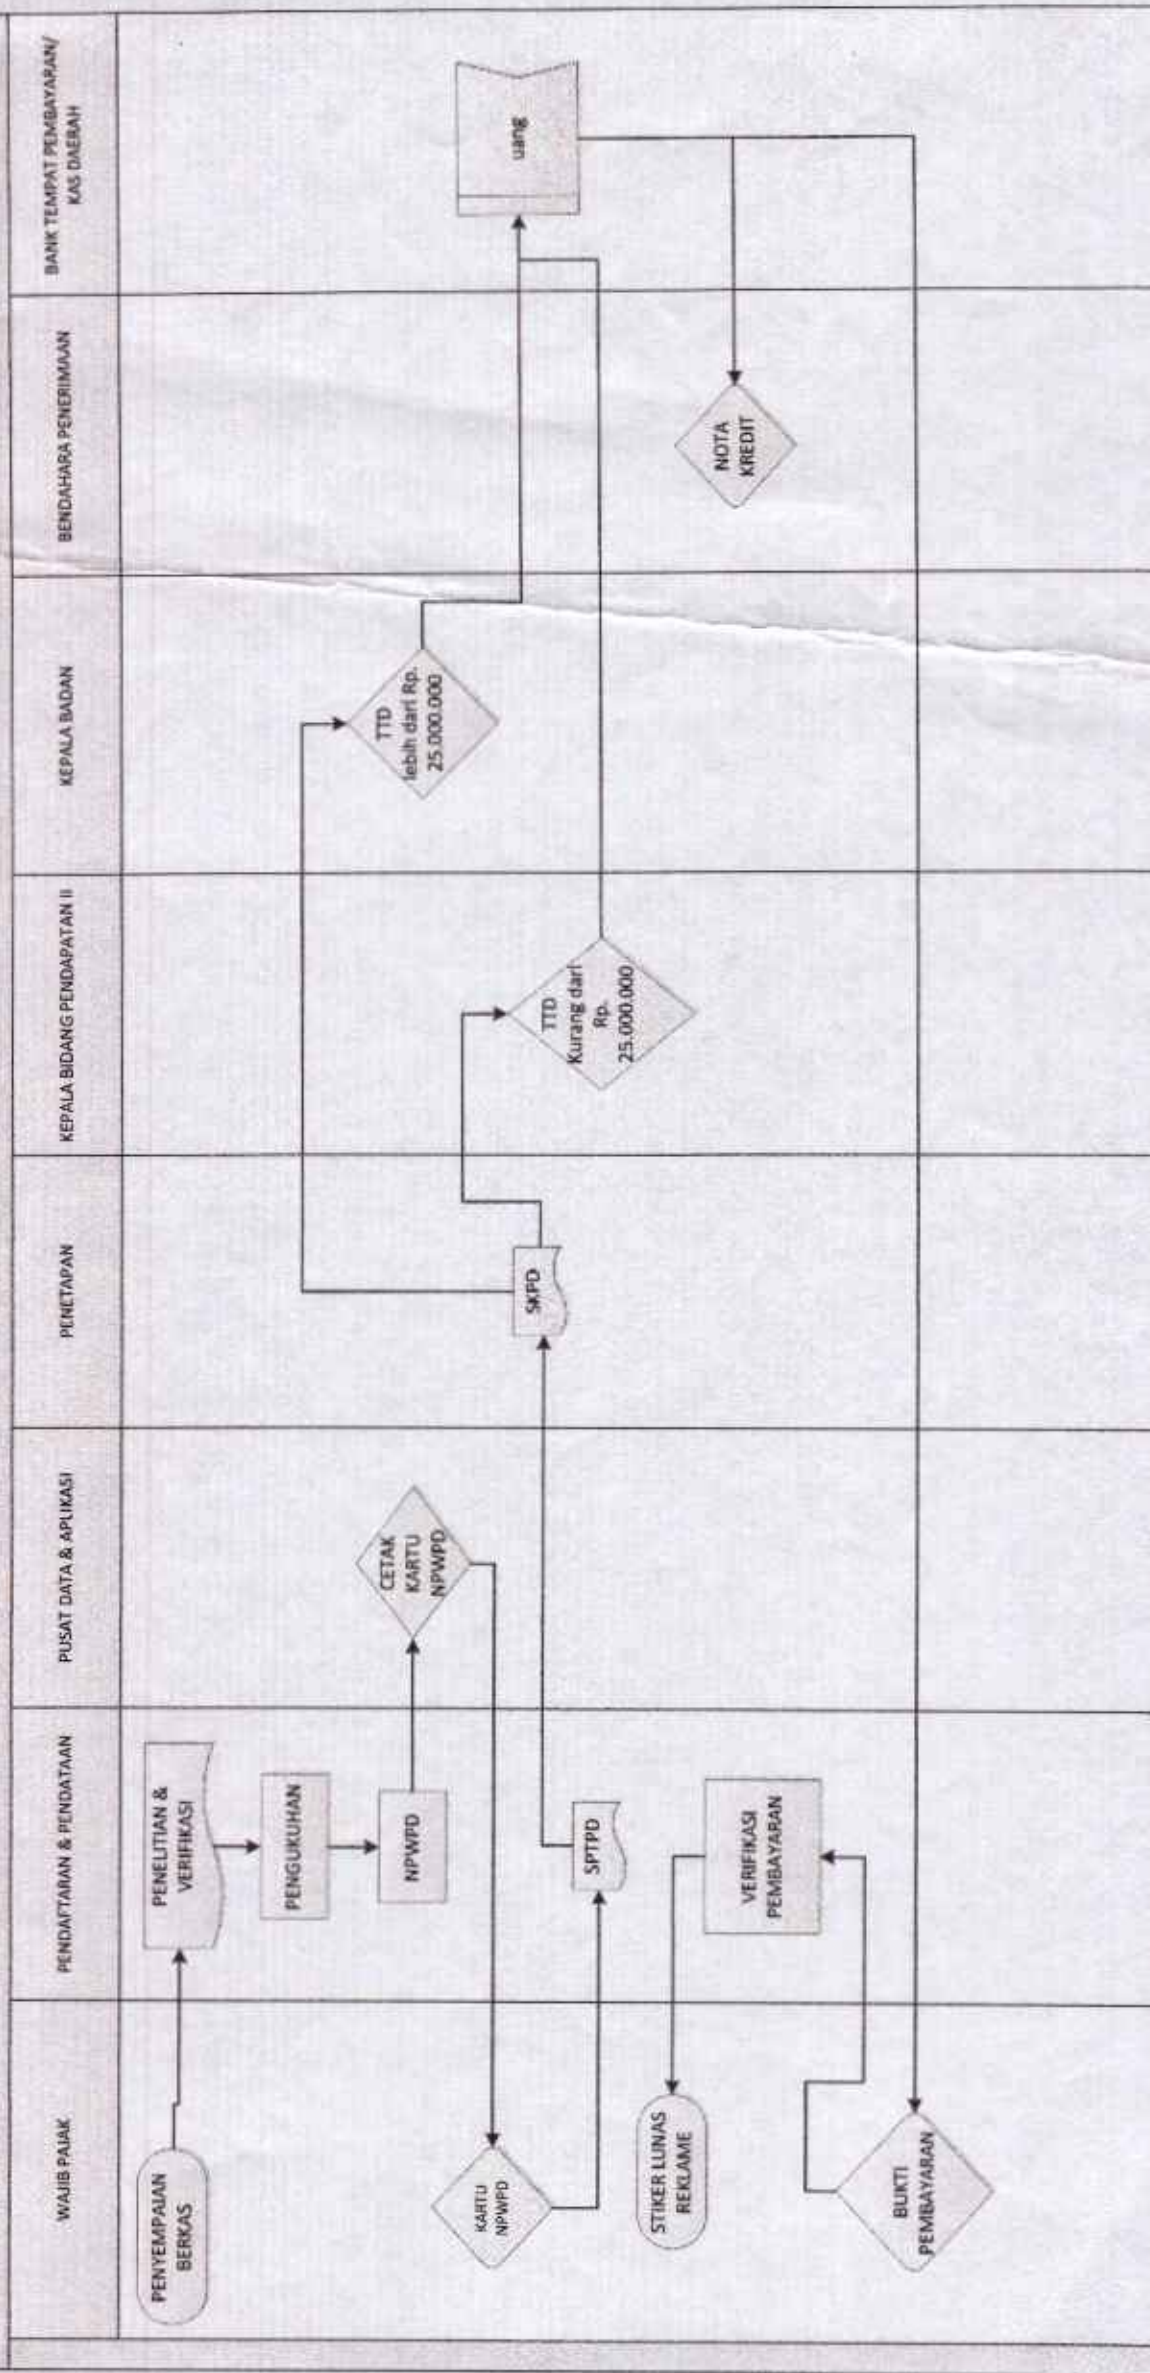 WAJIB PAJAK
PENDAFTARAN & PENDATAAN
PUSAT DATA & APLIKASI
PENETAPAN
KEPALA BIDANG PENDAPATAN II
KEPALA BADAN
BENDAHARA PENERIMAAN
BANK TEMPAT PEMBAYARAN/
KAS DAERAH
PENYEMPAIAN
BERKAS
PENELITIAN &
VERIFIKASI
PENGUKUHAN
NPWPD
CETAK
KARTU
NPWPD
KARTU
NPWPD
SPTPD
SKPD
TTD
lebih dari Rp.
25.000.000
TTD
Kurang dari
Rp.
25.000.000
uang
NOTA
KREDIT
BUKTI
PEMBAYARAN
VERIFIKASI
PEMBAYARAN
STIKER LUNAS
REKLAME